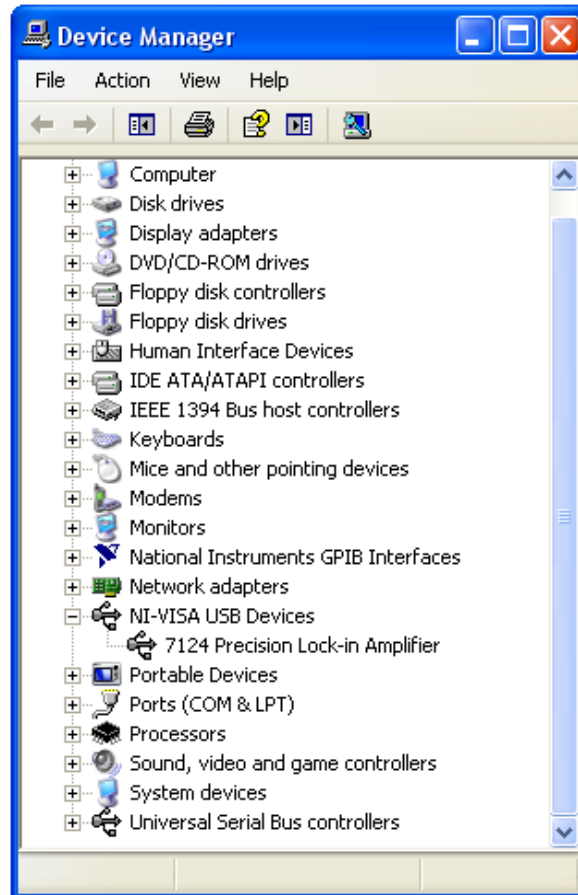 Device Manager
File Action View Help
Computer
Disk drives
Display adapters
DVD/CD-ROM drives
Floppy disk controllers
Floppy disk drives
Human Interface Devices
IDE ATA/ATAPI controllers
IEEE 1394 Bus host controllers
Keyboards
Mice and other pointing devices
Modems
Monitors
National Instruments GPIB Interfaces
Network adapters
NI-VISA USB Devices
7124 Precision Lock-in Amplifier
Portable Devices
Ports (COM & LPT)
Processors
Sound, video and game controllers
System devices
Universal Serial Bus controllers